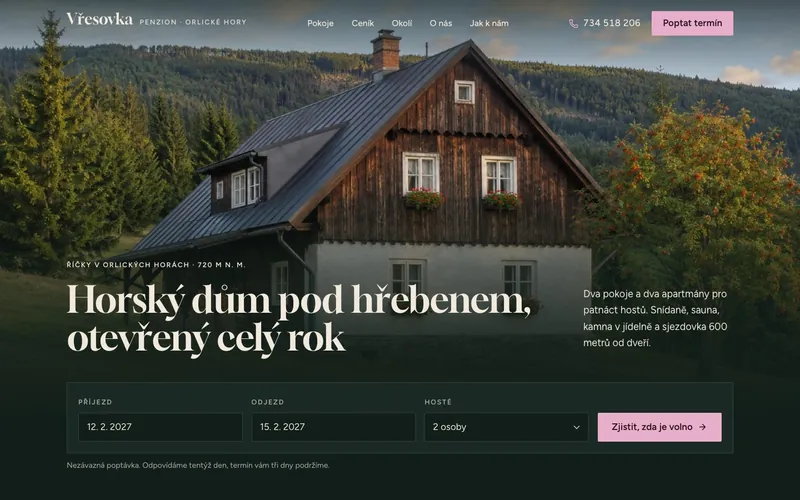 Vřesovka PENZION · ORLICKÉ HORY
Pokoje Ceník Okolí O nás Jak k nám
734 518 206
Poptat termín
ŘÍČKY V ORLICKÝCH HORÁCH · 720 M N. M.
Horský dům pod hřebenem,
otevřený celý rok
Dva pokoje a dva apartmány pro
patnáct hostů. Snídaně, sauna,
kamna v jídelně a sjezdovka 600
metrů od dveří.
PŘÍJEZD
12. 2. 2027
ODJEZD
15. 2. 2027
HOSTÉ
2 osoby
Zjistit, zda je volno →
Nezávazná poptávka. Odpovídáme tentýž den, termín vám tři dny podržíme.